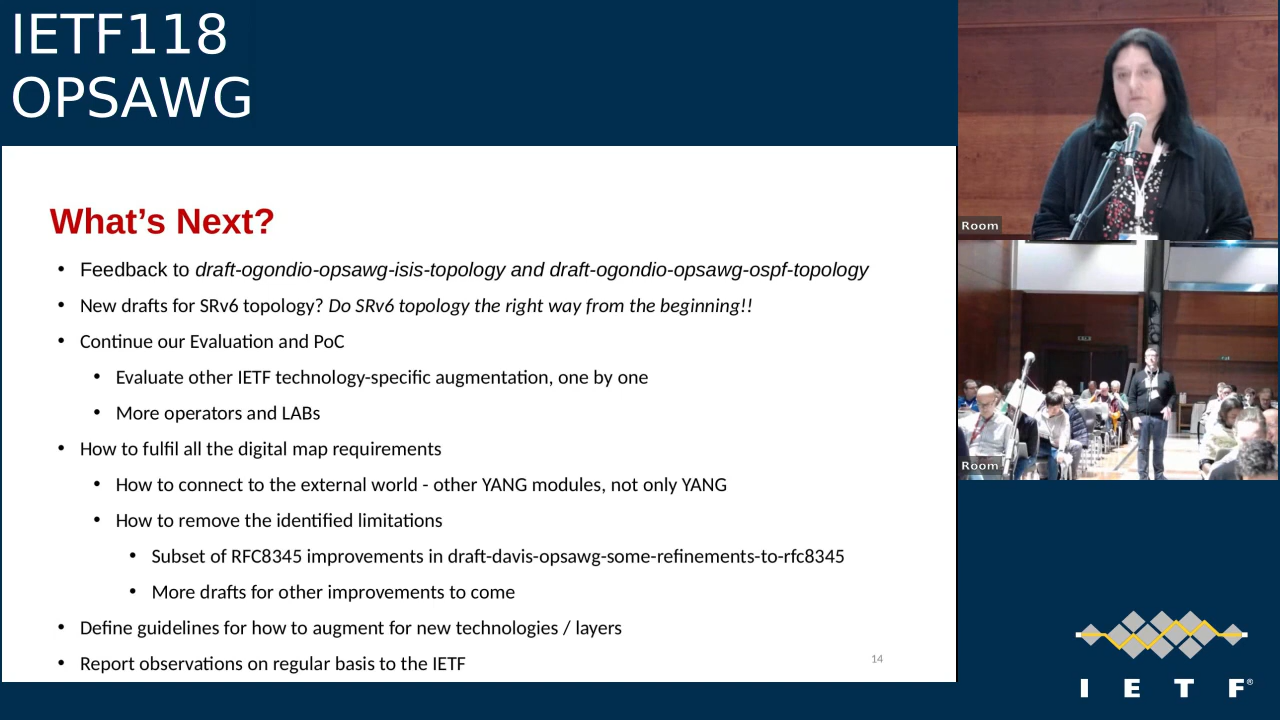 IETF118
OPSAWG
What’s Next?
• Feedback to draft-ogondio-opsawg-isis-topology and draft-ogondio-opsawg-ospf-topology
• New drafts for SRv6 topology? Do SRv6 topology the right way from the beginning!!
• Continue our Evaluation and PoC
• Evaluate other IETF technology-specific augmentation, one by one
• More operators and LABs
• How to fulfil all the digital map requirements
• How to connect to the external world - other YANG modules, not only YANG
• How to remove the identified limitations
• Subset of RFC8345 improvements in draft-davis-opsawg-some-refinements-to-rfc8345
• More drafts for other improvements to come
• Define guidelines for how to augment for new technologies / layers
• Report observations on regular basis to the IETF
14
Room
Room
I E T F®